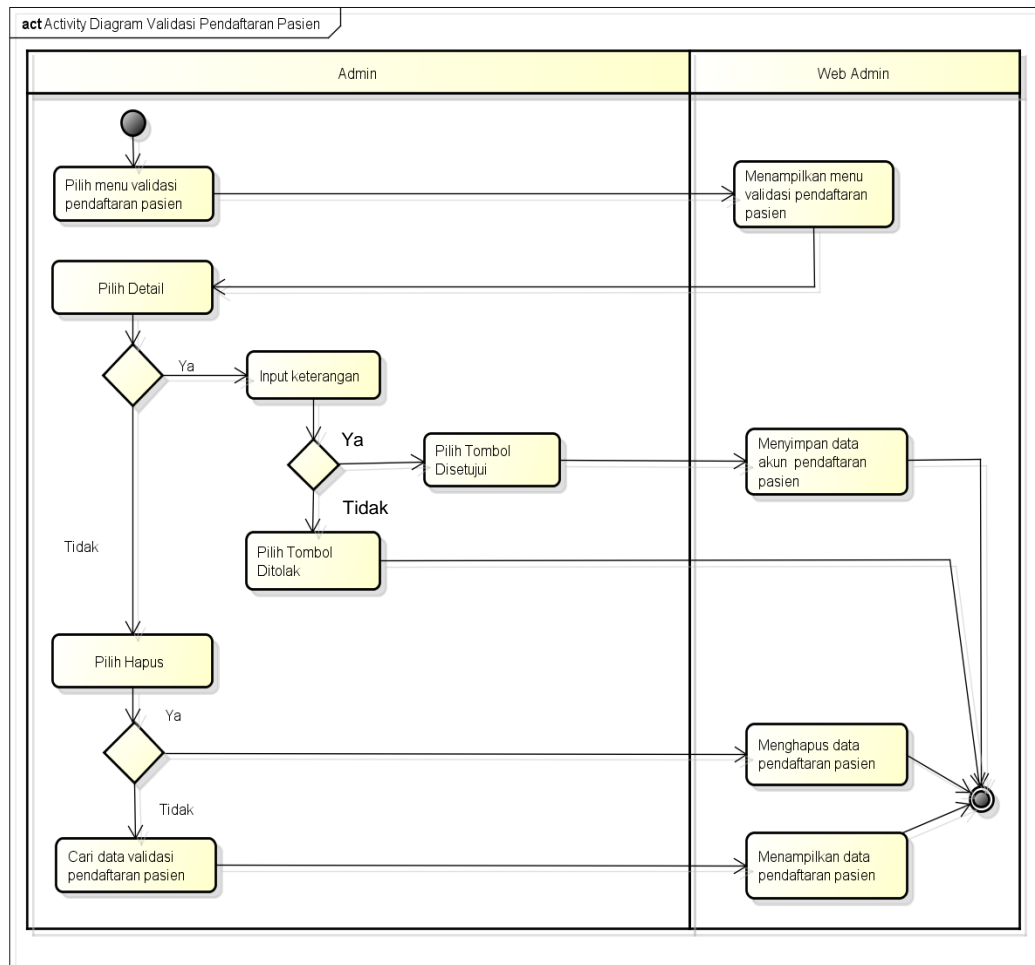 act Activity Diagram Validasi Pendaftaran Pasien
Admin
Web Admin
Pilih menu validasi
pendaftaran pasien
Menampilkan menu
validasi pendaftaran
pasien
Pilih Detail
Ya
Input keterangan
Ya
Pilih Tombol
Disetujui
Menyimpan data
akun pendaftaran
pasien
Tidak
Tidak
Pilih Tombol
Ditolak
Pilih Hapus
Ya
Menghapus data
pendaftaran pasien
Tidak
Cari data validasi
pendaftaran pasien
Menampilkan data
pendaftaran pasien